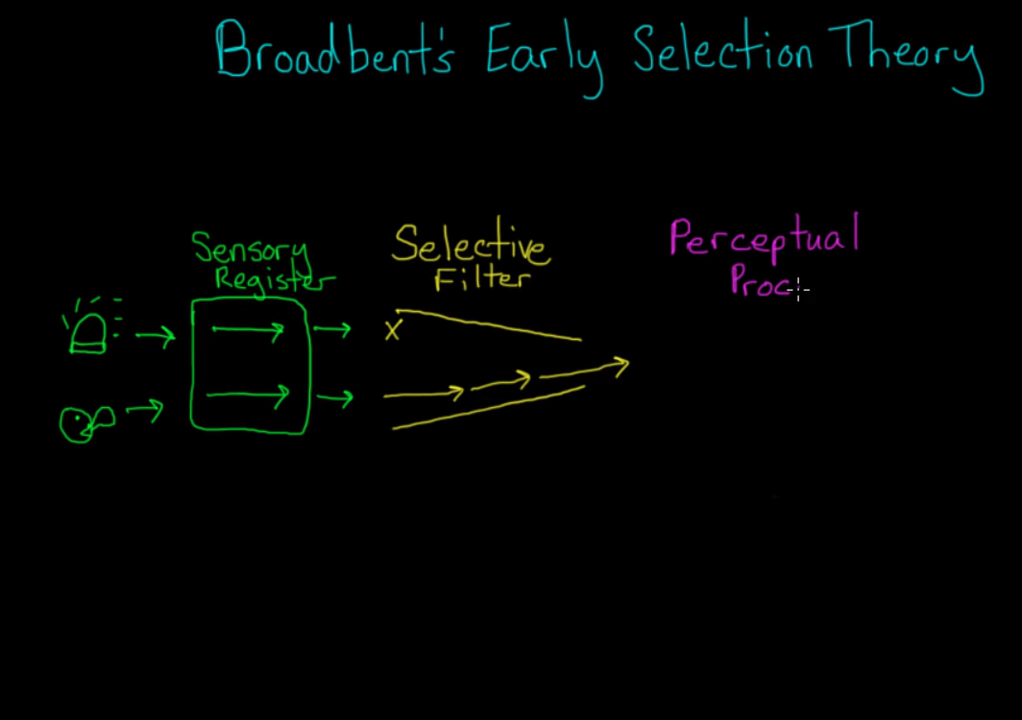 Broadbent's Early Selection Theory
Sensory
Register
Selective
Filter
X
Perceptual
Proc